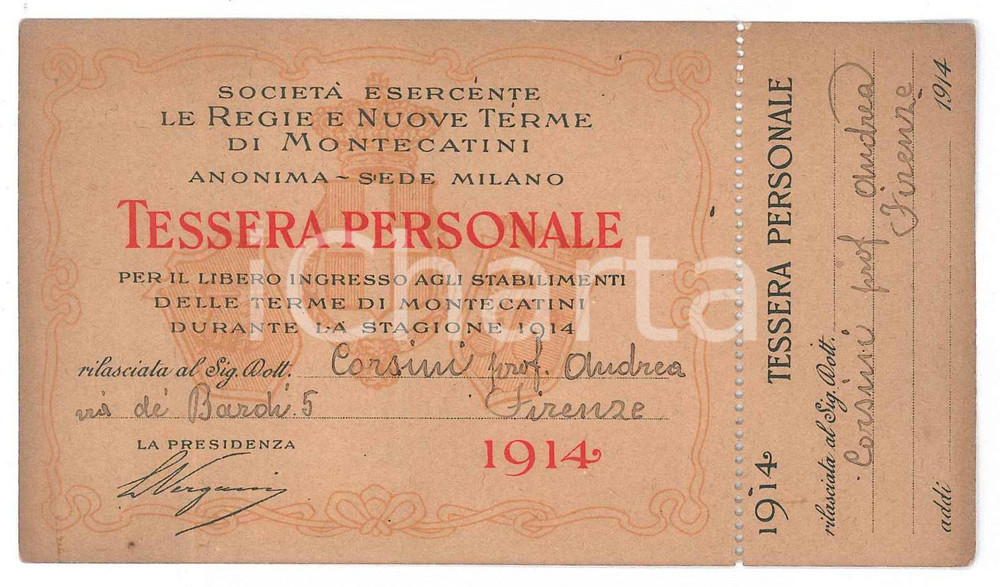 SOCIETÀ ESERCENTE
LE REGIE E NUOVE TERME
DI MONTECATINI
ANONIMA ~ SEDE MILANO
TESSERA PERSONALE
PER IL LIBERO INGRESSO AGLI STABILIMENTI
DELLE TERME DI MONTECATINI
DURANTE LA STAGIONE 1914
rilasciata al Sig. Dott. Corsini prof. Andrea
via de' Bardi 5 Firenze
LA PRESIDENZA
1914
iCharta
1914 TESSERA PERSONALE
rilasciata al Sig. Dott.
Corsini prof Andrea
Firenze
addì 1914